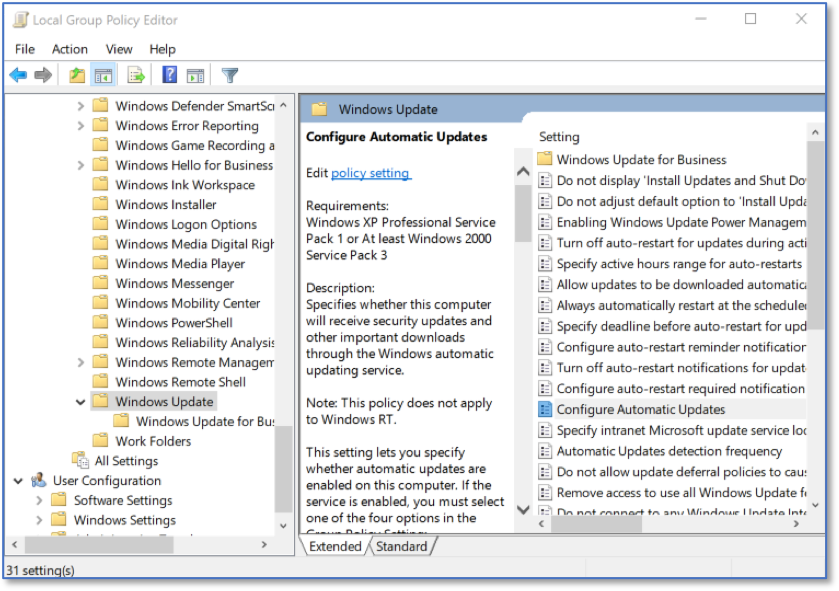 Local Group Policy Editor
File Action View Help
Windows Defender SmartScr
Windows Error Reporting
Windows Game Recording a
Windows Hello for Business
Windows Ink Workspace
Windows Installer
Windows Logon Options
Windows Media Digital Righ
Windows Media Player
Windows Messenger
Windows Mobility Center
Windows PowerShell
Windows Reliability Analysis
Windows Remote Managem
Windows Remote Shell
Windows Update
Windows Update for Bus
Work Folders
All Settings
User Configuration
Software Settings
Windows Settings
Windows Update
Configure Automatic Updates
Edit policy setting
Requirements:
Windows XP Professional Service
Pack 1 or At least Windows 2000
Service Pack 3
Description:
Specifies whether this computer
will receive security updates and
other important downloads
through the Windows automatic
updating service.
Note: This policy does not apply
to Windows RT.
This setting lets you specify
whether automatic updates are
enabled on this computer. If the
service is enabled, you must select
one of the four options in the
Group Policy Setting:
Setting
Windows Update for Business
Do not display 'Install Updates and Shut Do
Do not adjust default option to 'Install Upda
Enabling Windows Update Power Managem
Turn off auto-restart for updates during acti
Specify active hours range for auto-restarts
Allow updates to be downloaded automatica
Always automatically restart at the scheduled
Specify deadline before auto-restart for upd
Configure auto-restart reminder notification
Turn off auto-restart notifications for updat
Configure auto-restart required notification
Configure Automatic Updates
Specify intranet Microsoft update service loc
Automatic Updates detection frequency
Do not allow update deferral policies to caus
Remove access to use all Windows Update f
Do not connect to any Windows Update Inte
Extended Standard
31 setting(s)